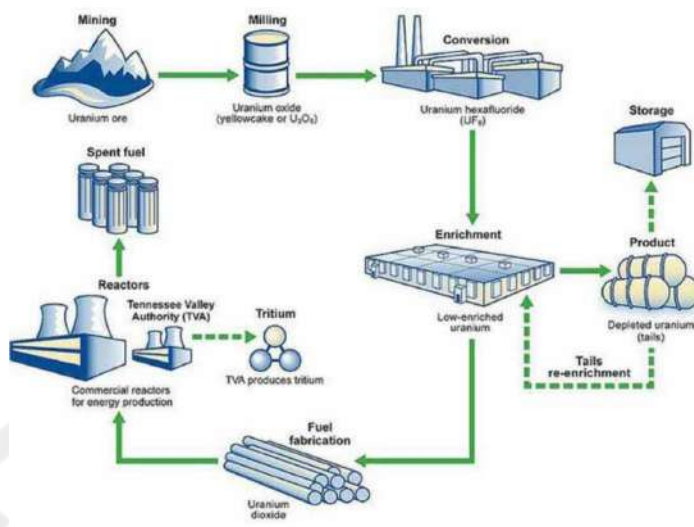 Mining
Uranium ore
Milling
Uranium oxide
(yellowcake or U₃O₈)
Conversion
Uranium hexafluoride
(UF₆)
Storage
Spent fuel
Enrichment
Low-enriched
uranium
Product
Depleted uranium
(tails)
Tails
re-enrichment
Reactors
Tennessee Valley
Authority (TVA)
Tritium
TVA produces tritium
Commercial reactors
for energy production
Fuel
fabrication
Uranium
dioxide